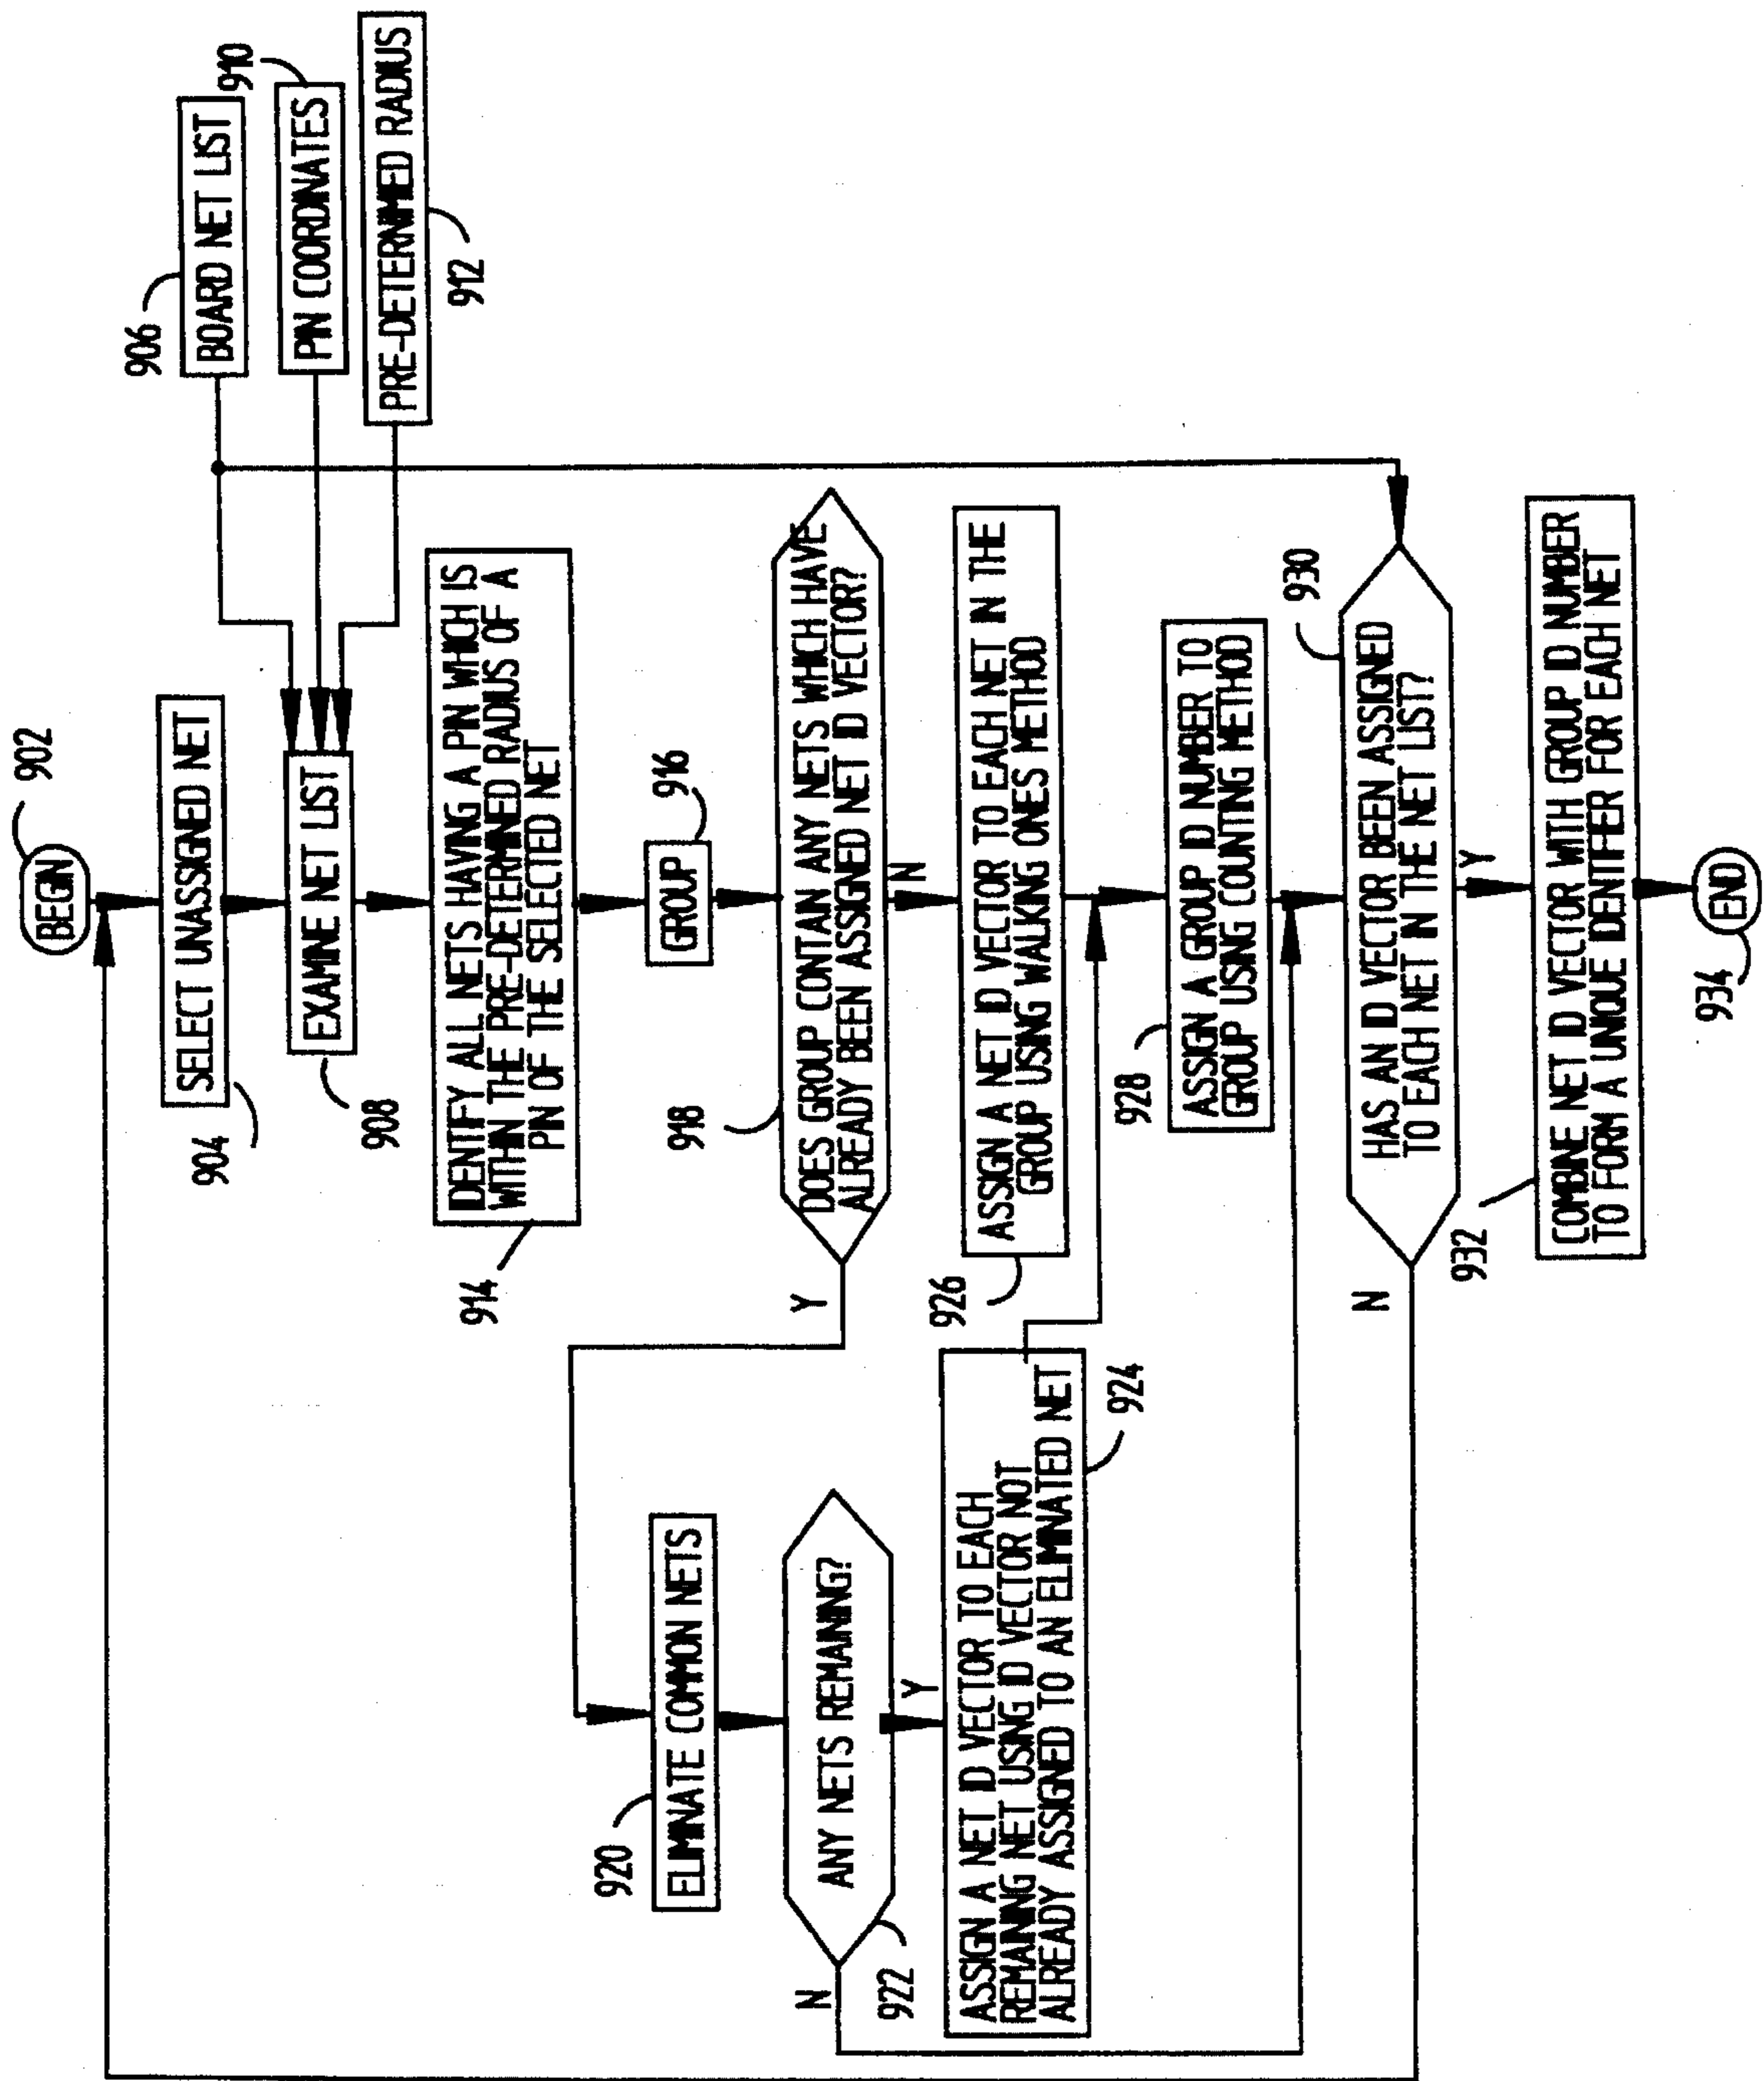 902
BEGIN
SELECT UNASSIGNED NET
904
906
BOARD NET LIST
910
PIN COORDINATES
PRE-DETERNIMED RADIUS
912
EXAMINE NET LIST
908
IDENTIFY ALL NETS HAVING A PIN WHICH IS
WITHIN THE PRE-DETERMINED RADIUS OF A
PIN OF THE SELECTED NET
914
GROUP
916
DOES GROUP CONTAIN ANY NETS WHICH HAVE
ALREADY BEEN ASSIGNED NET ID VECTOR?
918
Y
N
920
ELIMINATE COMMON NETS
ANY NETS REMAINING?
922
N
Y
ASSIGN A NET ID VECTOR TO EACH
REMAINING NET USING ID VECTOR NOT
ALREADY ASSIGNED TO AN ELIMINATED NET
924
ASSIGN A NET ID VECTOR TO EACH NET IN THE
GROUP USING WALKING ONES METHOD
926
928
ASSIGN A GROUP ID NUMBER TO
GROUP USING COUNTING METHOD
930
HAS AN ID VECTOR BEEN ASSIGNED
TO EACH NET IN THE NET LIST?
N
Y
932
COMBINE NET ID VECTOR WITH GROUP ID NUMBER
TO FORM A UNIQUE IDENTIFER FOR EACH NET
END
934